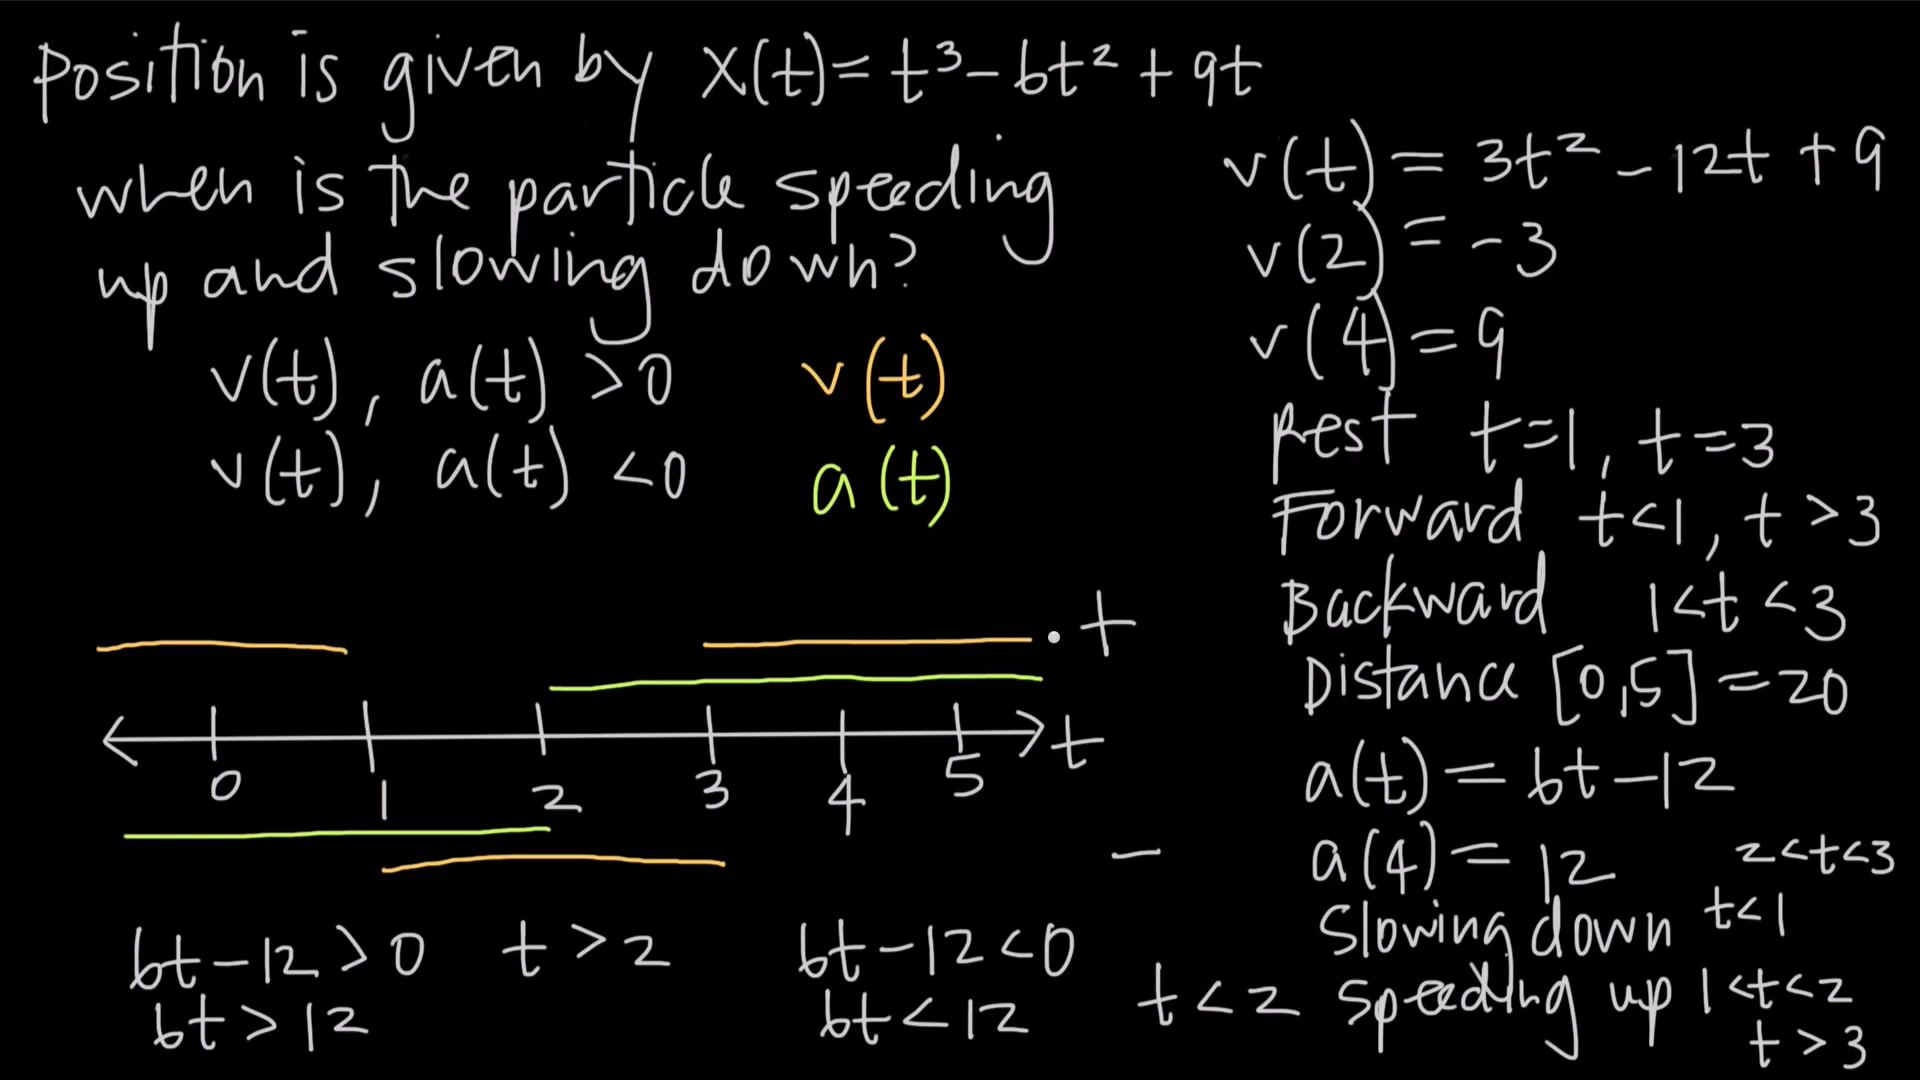 Position is given by x(t)= t³-6t² + 9t
when is the particle speeding
up and slowing down?
v(t), a(t) >0
v(t), a(t) <0
v(t)
a(t)
+
0 1 2 3 4 5 t
-
6t-12>0 t>2
6t>12
6t-12<0
6t<12 t<2
v(t) = 3t² - 12t + 9
v(2) = -3
v(4) = 9
Rest t=1, t=3
Forward t<1, t>3
Backward 1<t<3
Distance [0,5] = 20
a(t) = 6t-12
a(4) = 12
slowing down 2<t<3
t<1
speeding up 1<t<2
t>3